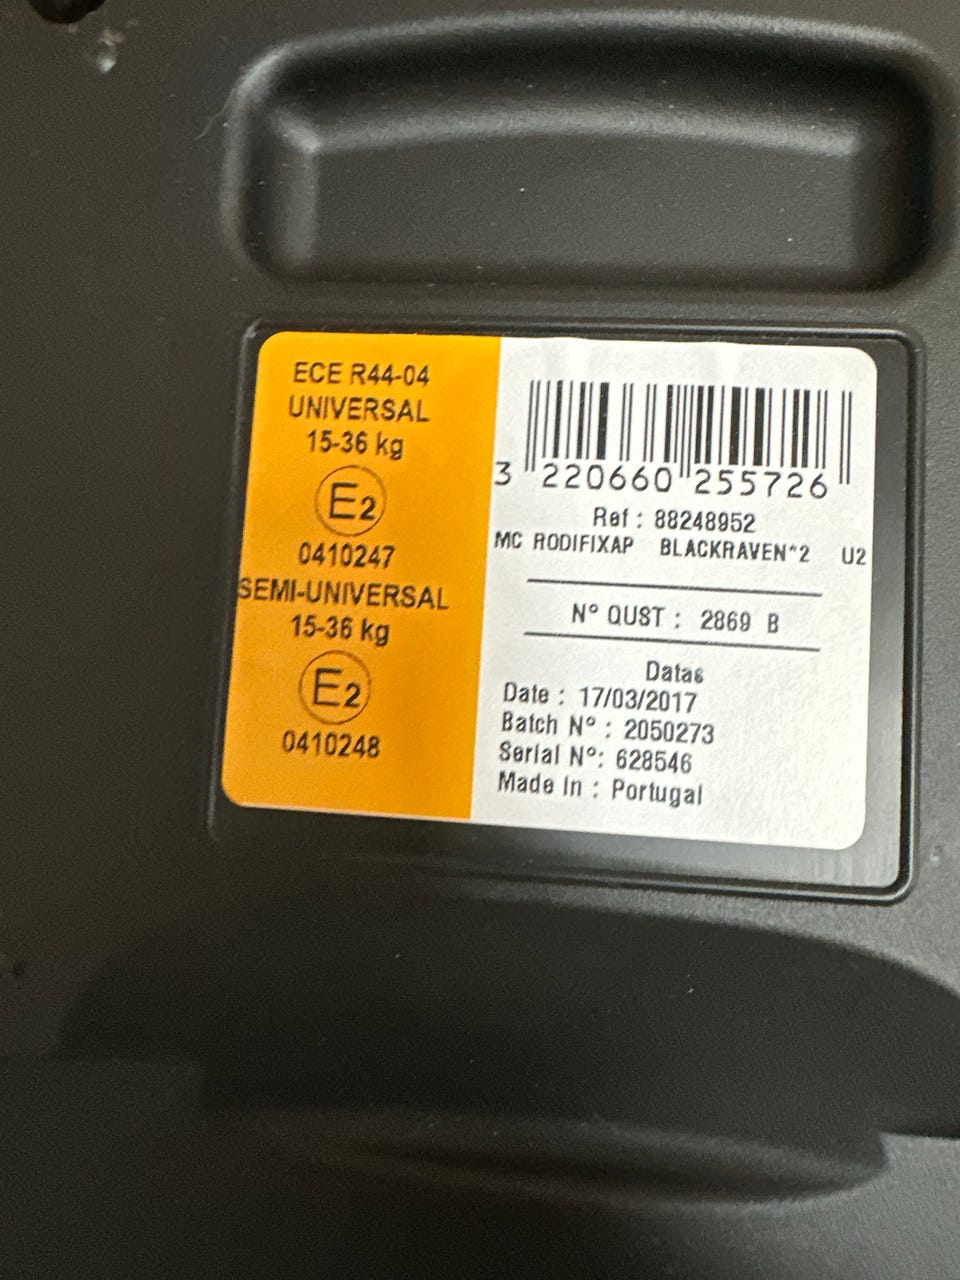 ECE R44-04
UNIVERSAL
15-36 kg
E2
0410247
SEMI-UNIVERSAL
15-36 kg
E2
0410248
3 220660 255726
Ref : 88248952
MC RODIFIXAP BLACKRAVEN*2 U2
N° QUST : 2869 B
Datas
Date : 17/03/2017
Batch N° : 2050273
Serial N°: 628546
Made In : Portugal